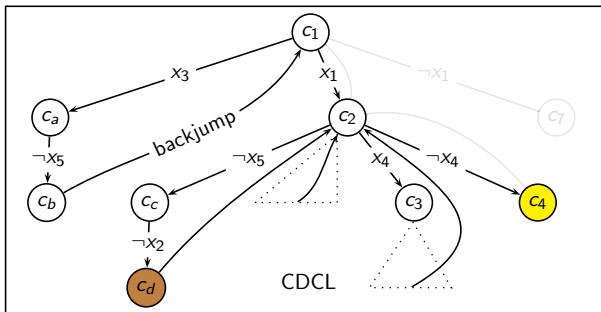 c1
x3
x1
¬x1
ca
c2
c7
¬x5
backjump
¬x5
x4
¬x4
cb
cc
c3
c4
¬x2
cd
CDCL